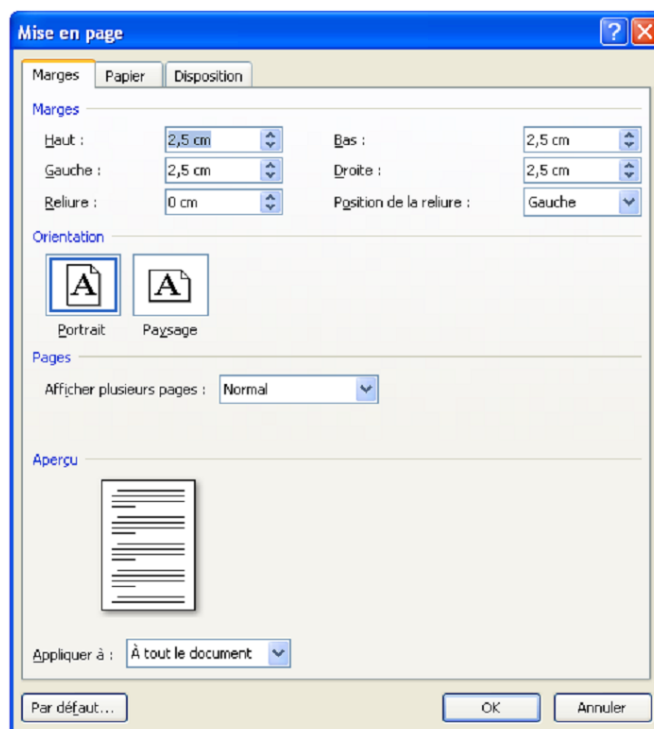 Mise en page
Marges Papier Disposition
Marges
Haut : 2,5 cm Bas : 2,5 cm
Gauche : 2,5 cm Droite : 2,5 cm
Reliure : 0 cm Position de la reliure : Gauche
Orientation
A A
Portrait Paysage
Pages
Afficher plusieurs pages : Normal
Aperçu
Appliquer à : À tout le document
Par défaut... OK Annuler